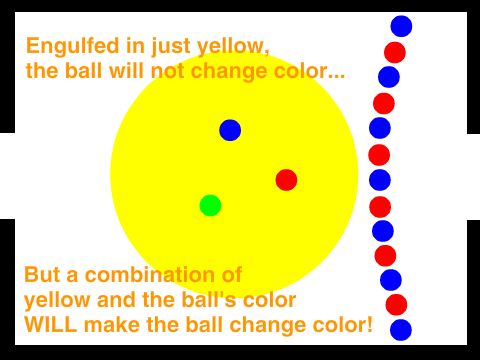 Engulfed in just yellow,
the ball will not change color...
But a combination of
yellow and the ball's color
WILL make the ball change color!